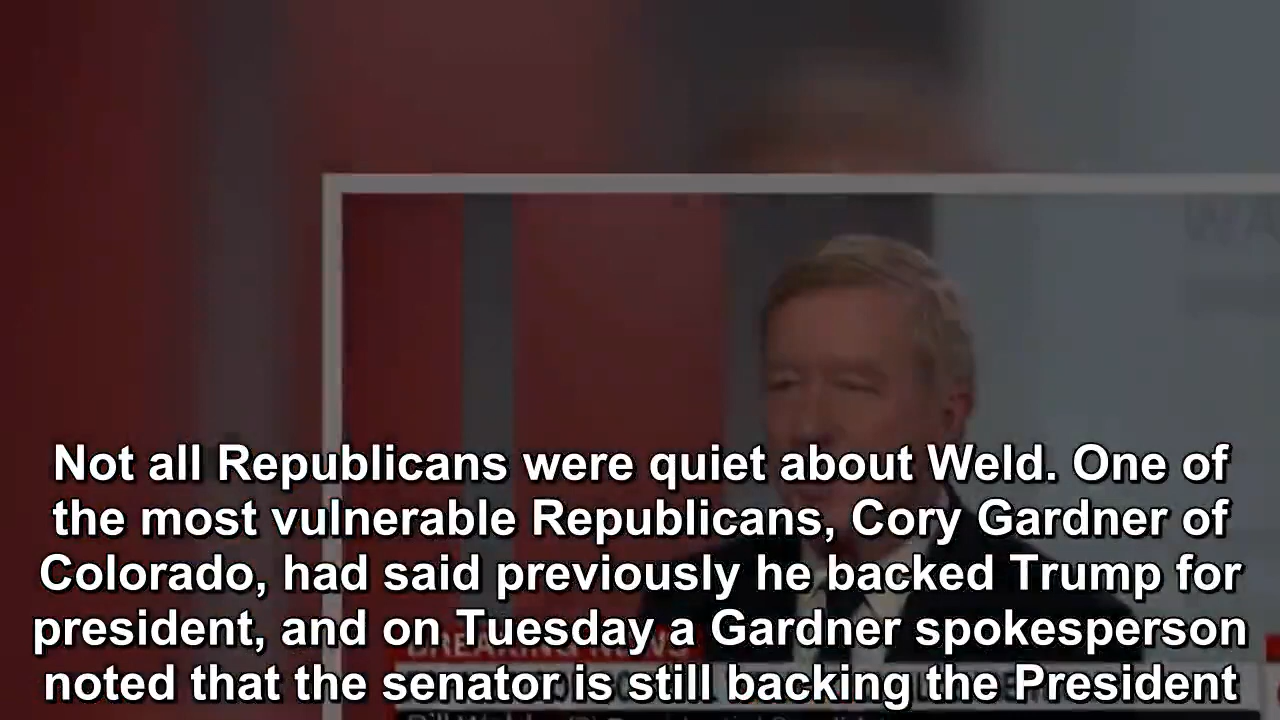 Not all Republicans were quiet about Weld. One of
the most vulnerable Republicans, Cory Gardner of
Colorado, had said previously he backed Trump for
president, and on Tuesday a Gardner spokesperson
noted that the senator is still backing the President
BREAKING NEWS